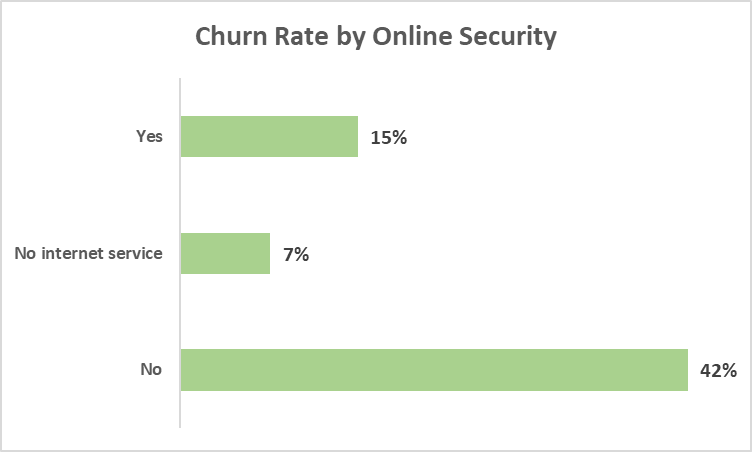 Churn Rate by Online Security
Yes
15%
No internet service
7%
No
42%